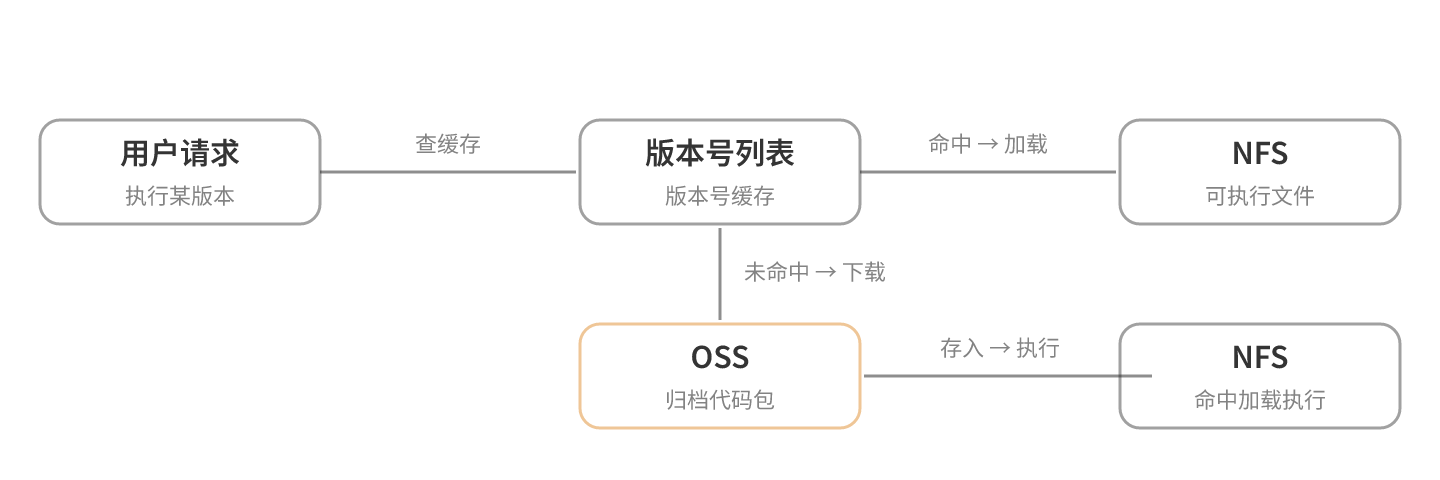 用户请求
执行某版本
查缓存
版本号列表
版本号缓存
命中 → 加载
NFS
可执行文件
未命中 → 下载
OSS
归档代码包
存入 → 执行
NFS
命中加载执行